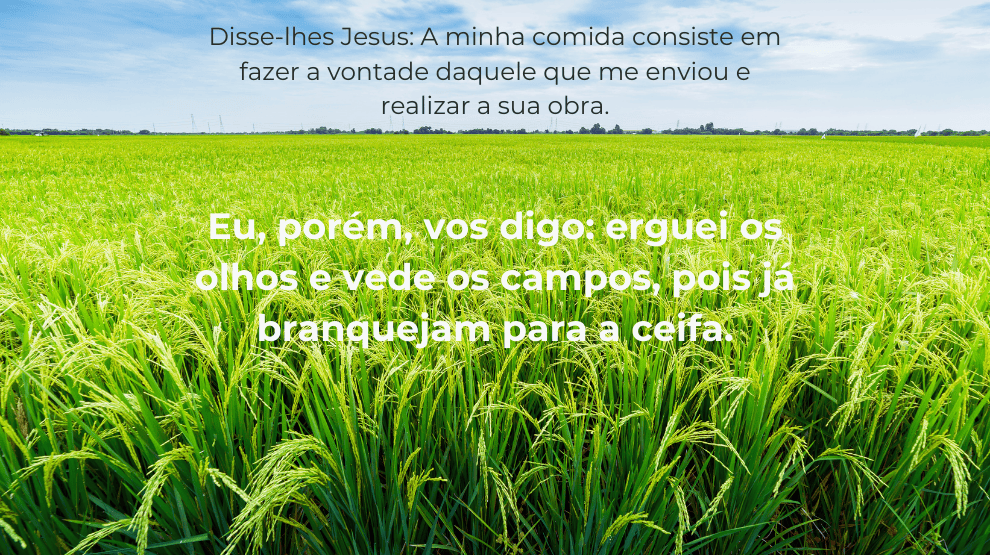 Disse-lhes Jesus: A minha comida consiste em
fazer a vontade daquele que me enviou e
realizar a sua obra.
Eu, porém, vos digo: erguei os
olhos e vede os campos, pois já
branquejam para a ceifa.